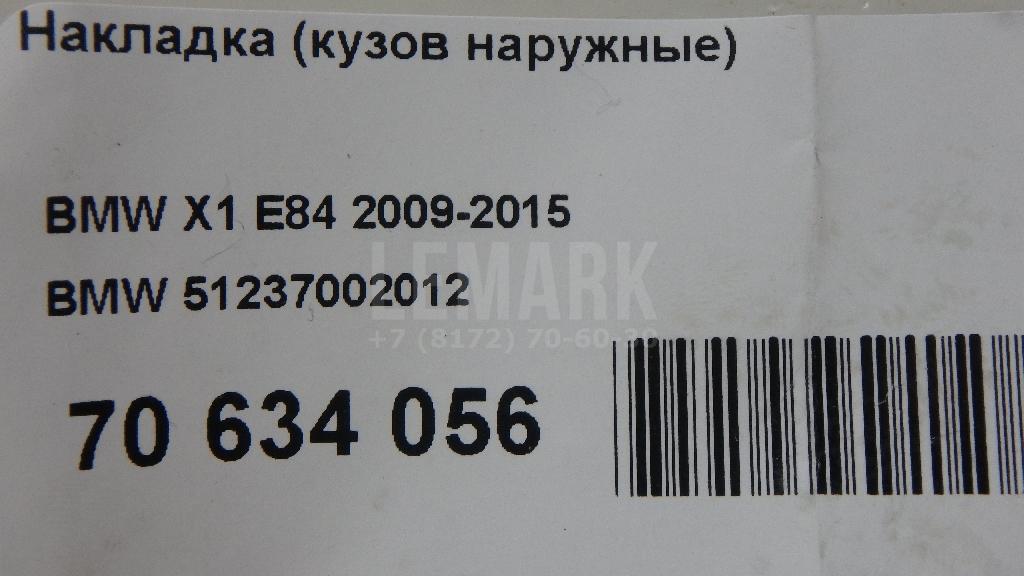 Накладка (кузов наружные)
BMW X1 E84 2009-2015
LEMARK
BMW 51237002012
+7 (8172) 70-60-30
70 634 056